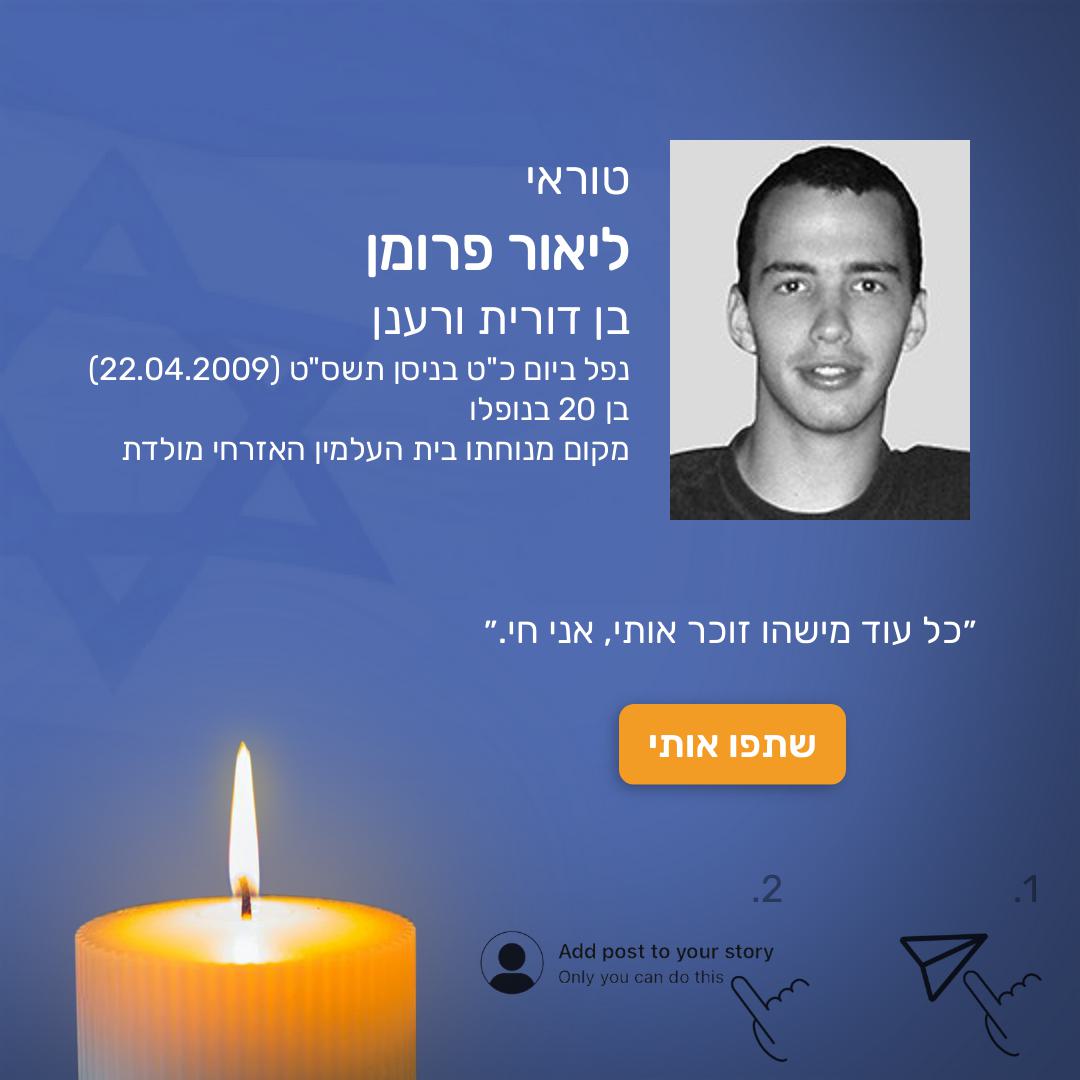 טוראי
ליאור פרומן
בן דורית ורענן
נפל ביום כ"ט בניסן תשס"ט (22.04.2009)
בן 20 בנופלו
מקום מנוחתו בית העלמין האזרחי מולדת
״כל עוד מישהו זוכר אותי, אני חי.״
שתפו אותי
1.
2.
Add post to your story
Only you can do this